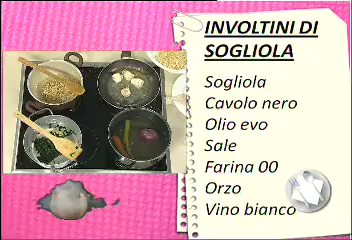 INVOLTINI DI
SOGLIOLA
Sogliola
Cavolo nero
Olio evo
Sale
Farina 00
Orzo
Vino bianco